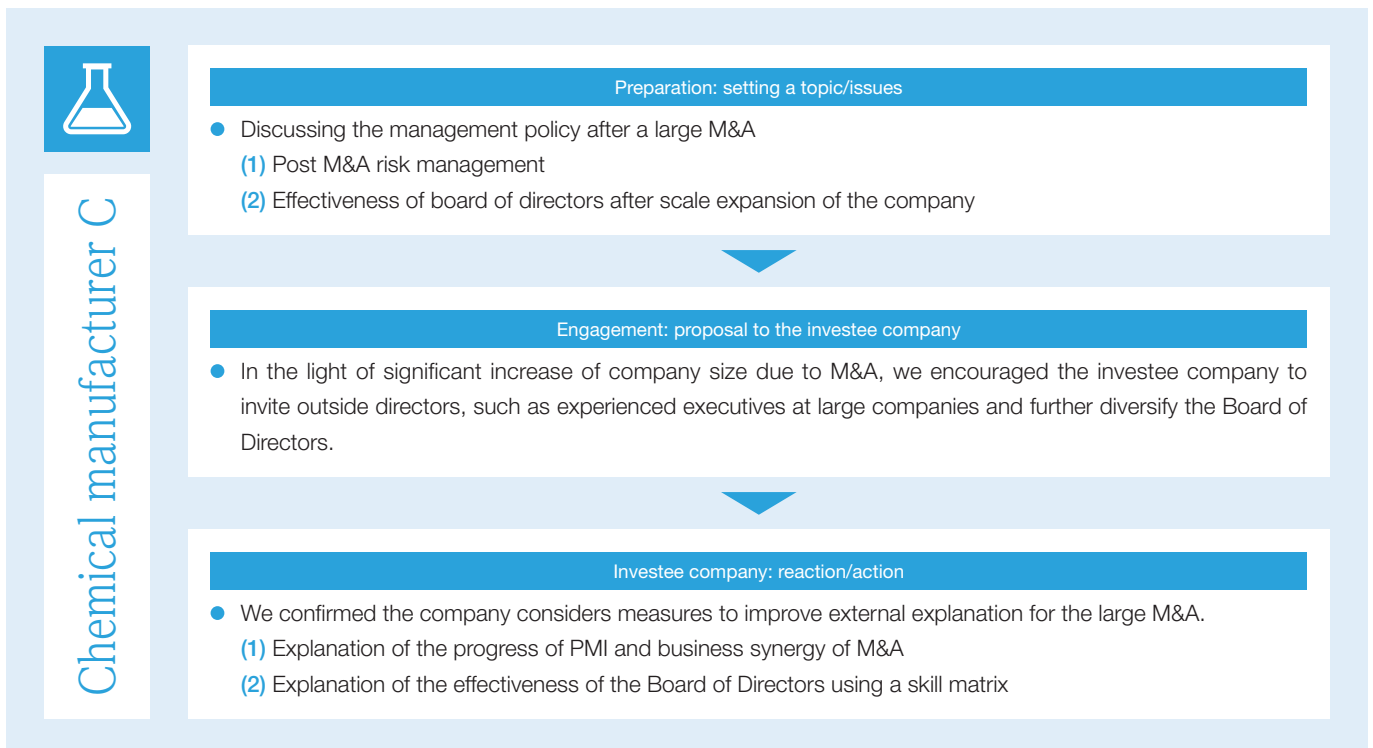 Chemical manufacturer C
Preparation: setting a topic/issues
● Discussing the management policy after a large M&A
(1) Post M&A risk management
(2) Effectiveness of board of directors after scale expansion of the company
Engagement: proposal to the investee company
● In the light of significant increase of company size due to M&A, we encouraged the investee company to
invite outside directors, such as experienced executives at large companies and further diversify the Board of
Directors.
Investee company: reaction/action
● We confirmed the company considers measures to improve external explanation for the large M&A.
(1) Explanation of the progress of PMI and business synergy of M&A
(2) Explanation of the effectiveness of the Board of Directors using a skill matrix